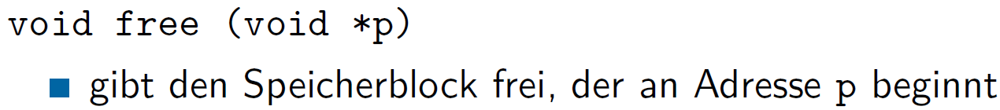 void free (void *p)
gibt den Speicherblock frei, der an Adresse p beginnt